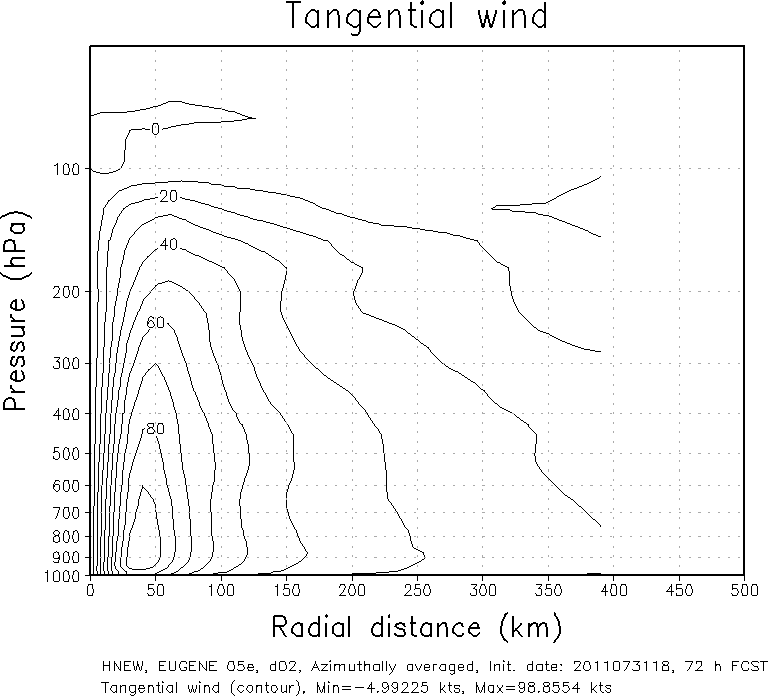 Tangential wind
0
20
40
60
80
100
200
300
400
500
600
700
800
900
1000
Pressure (hPa)
0 50 100 150 200 250 300 350 400 450 500
Radial distance (km)
HNEW, EUGENE 05e, d02, Azimuthally averaged, Init. date: 2011073118, 72 h FCST
Tangential wind (contour), Min=-4.99225 kts, Max=98.8554 kts